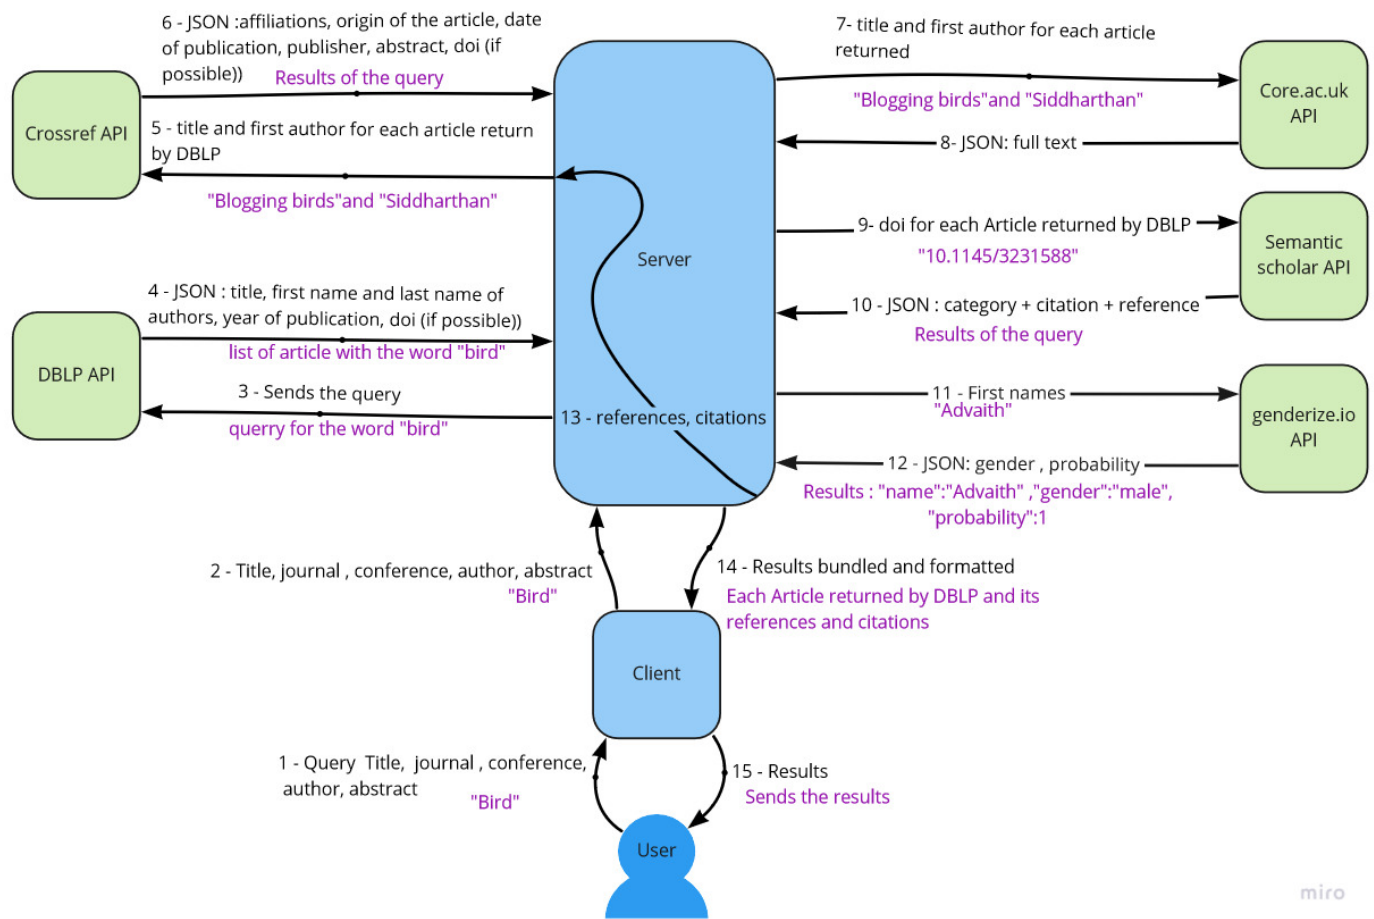 6 - JSON :affiliations, origin of the article, date
of publication, publisher, abstract, doi (if
possible))
Results of the query
Crossref API
5 - title and first author for each article return
by DBLP
"Blogging birds"and "Siddharthan"
4 - JSON : title, first name and last name of
authors, year of publication, doi (if possible))
list of article with the word "bird"
DBLP API
3 - Sends the query
querry for the word "bird"
Server
13 - references, citations
7- title and first author for each article
returned
"Blogging birds"and "Siddharthan"
Core.ac.uk
API
8- JSON: full text
9- doi for each Article returned by DBLP
"10.1145/3231588"
Semantic
scholar API
10 - JSON : category + citation + reference
Results of the query
11 - First names
"Advaith"
genderize.io
API
12 - JSON: gender , probability
Results : "name":"Advaith" ,"gender":"male",
"probability":1
2 - Title, journal , conference, author, abstract
"Bird"
14 - Results bundled and formatted
Each Article returned by DBLP and its
references and citations
Client
1 - Query  Title,  journal , conference,
author, abstract
"Bird"
15 - Results
Sends the results
User
miro